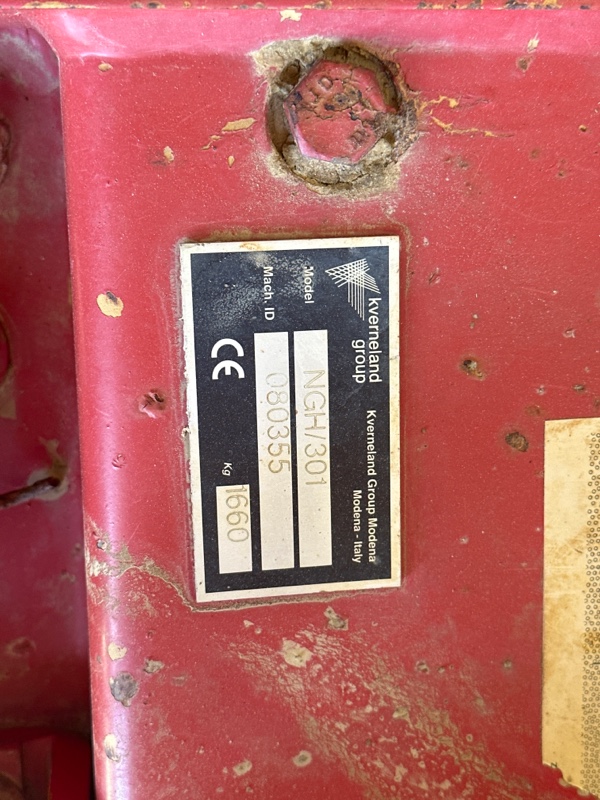 kverneland
group
Kverneland Group Modena
Modena - Italy
Model NGH/301
Mach. ID 080355
CE Kg 1660